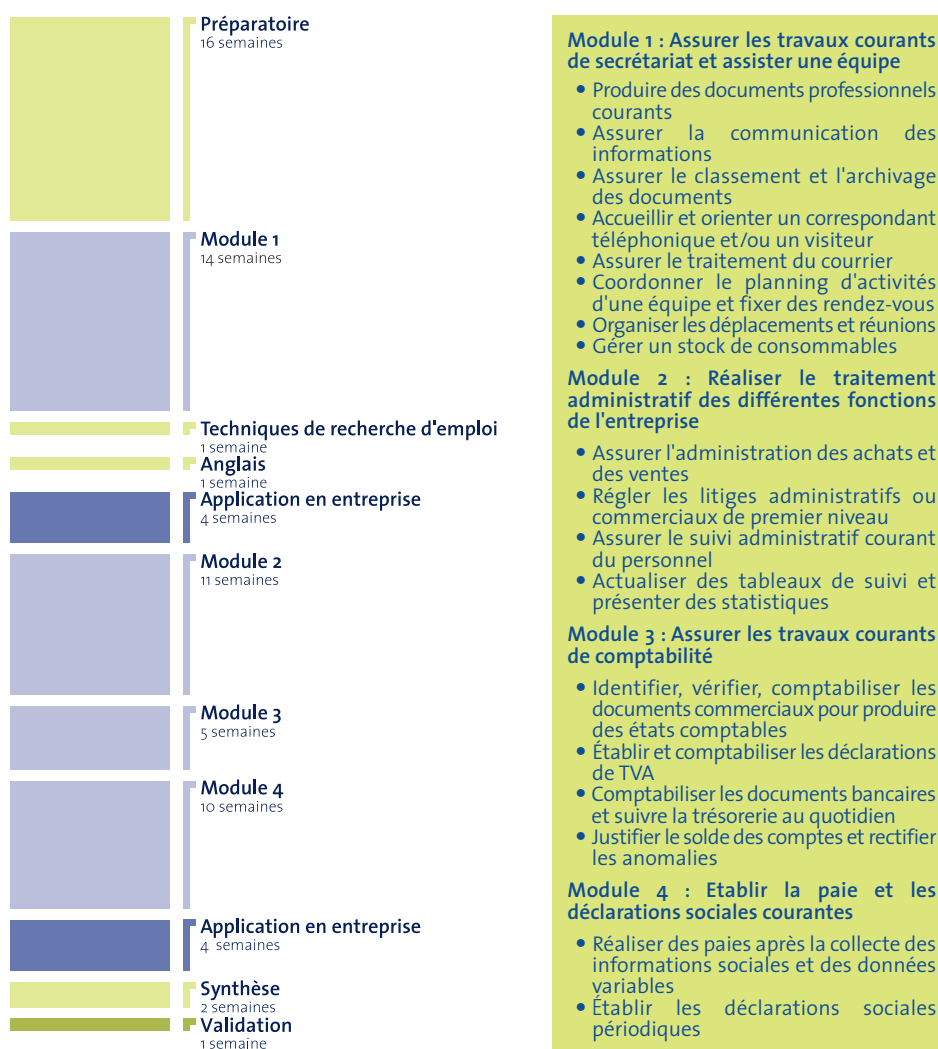 Préparatoire
16 semaines
Module 1
14 semaines
Techniques de recherche d'emploi
1 semaine
Anglais
1 semaine
Application en entreprise
4 semaines
Module 2
11 semaines
Module 3
5 semaines
Module 4
10 semaines
Application en entreprise
4 semaines
Synthèse
2 semaines
Validation
1 semaine
Module 1 : Assurer les travaux courants
de secrétariat et assister une équipe
• Produire des documents professionnels
courants
• Assurer la communication des
informations
• Assurer le classement et l'archivage
des documents
• Accueillir et orienter un correspondant
téléphonique et/ou un visiteur
• Assurer le traitement du courrier
• Coordonner le planning d'activités
d'une équipe et fixer des rendez-vous
• Organiser les déplacements et réunions
• Gérer un stock de consommables
Module 2 : Réaliser le traitement
administratif des différentes fonctions
de l'entreprise
• Assurer l'administration des achats et
des ventes
• Régler les litiges administratifs ou
commerciaux de premier niveau
• Assurer le suivi administratif courant
du personnel
• Actualiser des tableaux de suivi et
présenter des statistiques
Module 3 : Assurer les travaux courants
de comptabilité
• Identifier, vérifier, comptabiliser les
documents commerciaux pour produire
des états comptables
• Établir et comptabiliser les déclarations
de TVA
• Comptabiliser les documents bancaires
et suivre la trésorerie au quotidien
• Justifier le solde des comptes et rectifier
les anomalies
Module 4 : Etablir la paie et les
déclarations sociales courantes
• Réaliser des paies après la collecte des
informations sociales et des données
variables
• Établir les déclarations sociales
périodiques